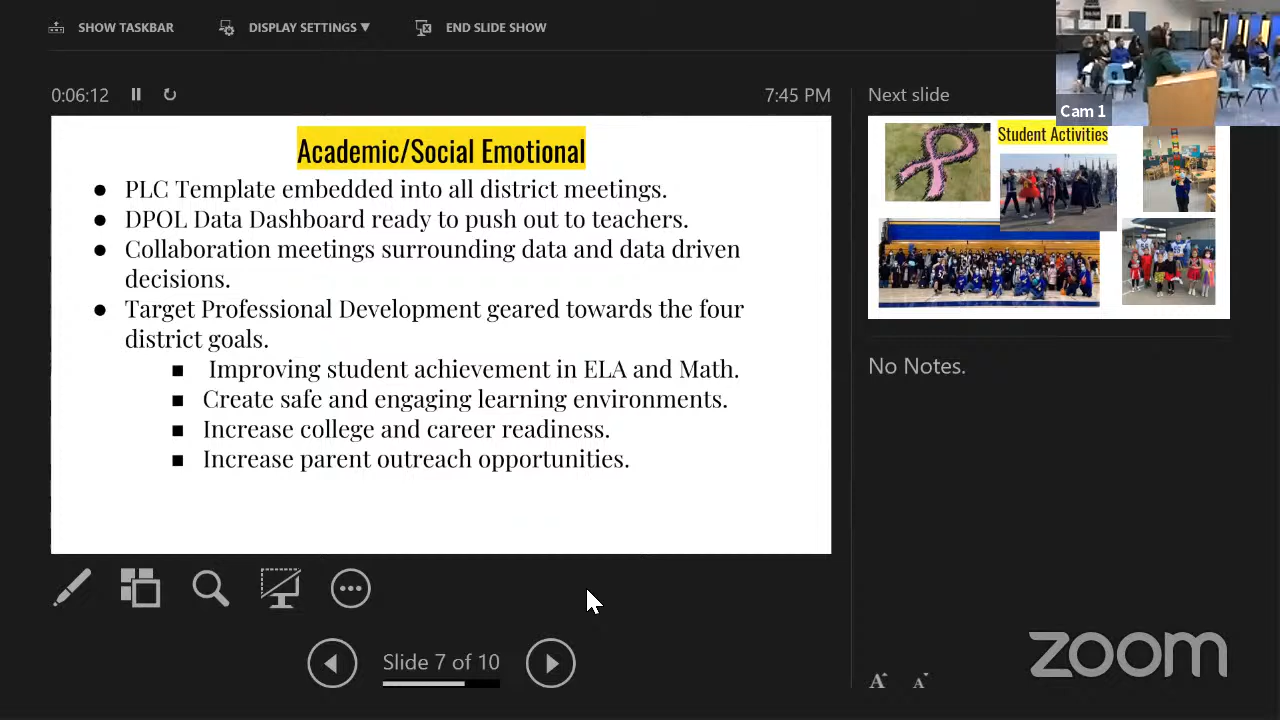 SHOW TASKBAR
DISPLAY SETTINGS ▼
END SLIDE SHOW
0:06:12
7:45 PM
Next slide
Cam 1
Academic/Social Emotional
● PLC Template embedded into all district meetings.
● DPOL Data Dashboard ready to push out to teachers.
● Collaboration meetings surrounding data and data driven
decisions.
● Target Professional Development geared towards the four
district goals.
■ Improving student achievement in ELA and Math.
■ Create safe and engaging learning environments.
■ Increase college and career readiness.
■ Increase parent outreach opportunities.
Student Activities
No Notes.
Slide 7 of 10
A A
zoom